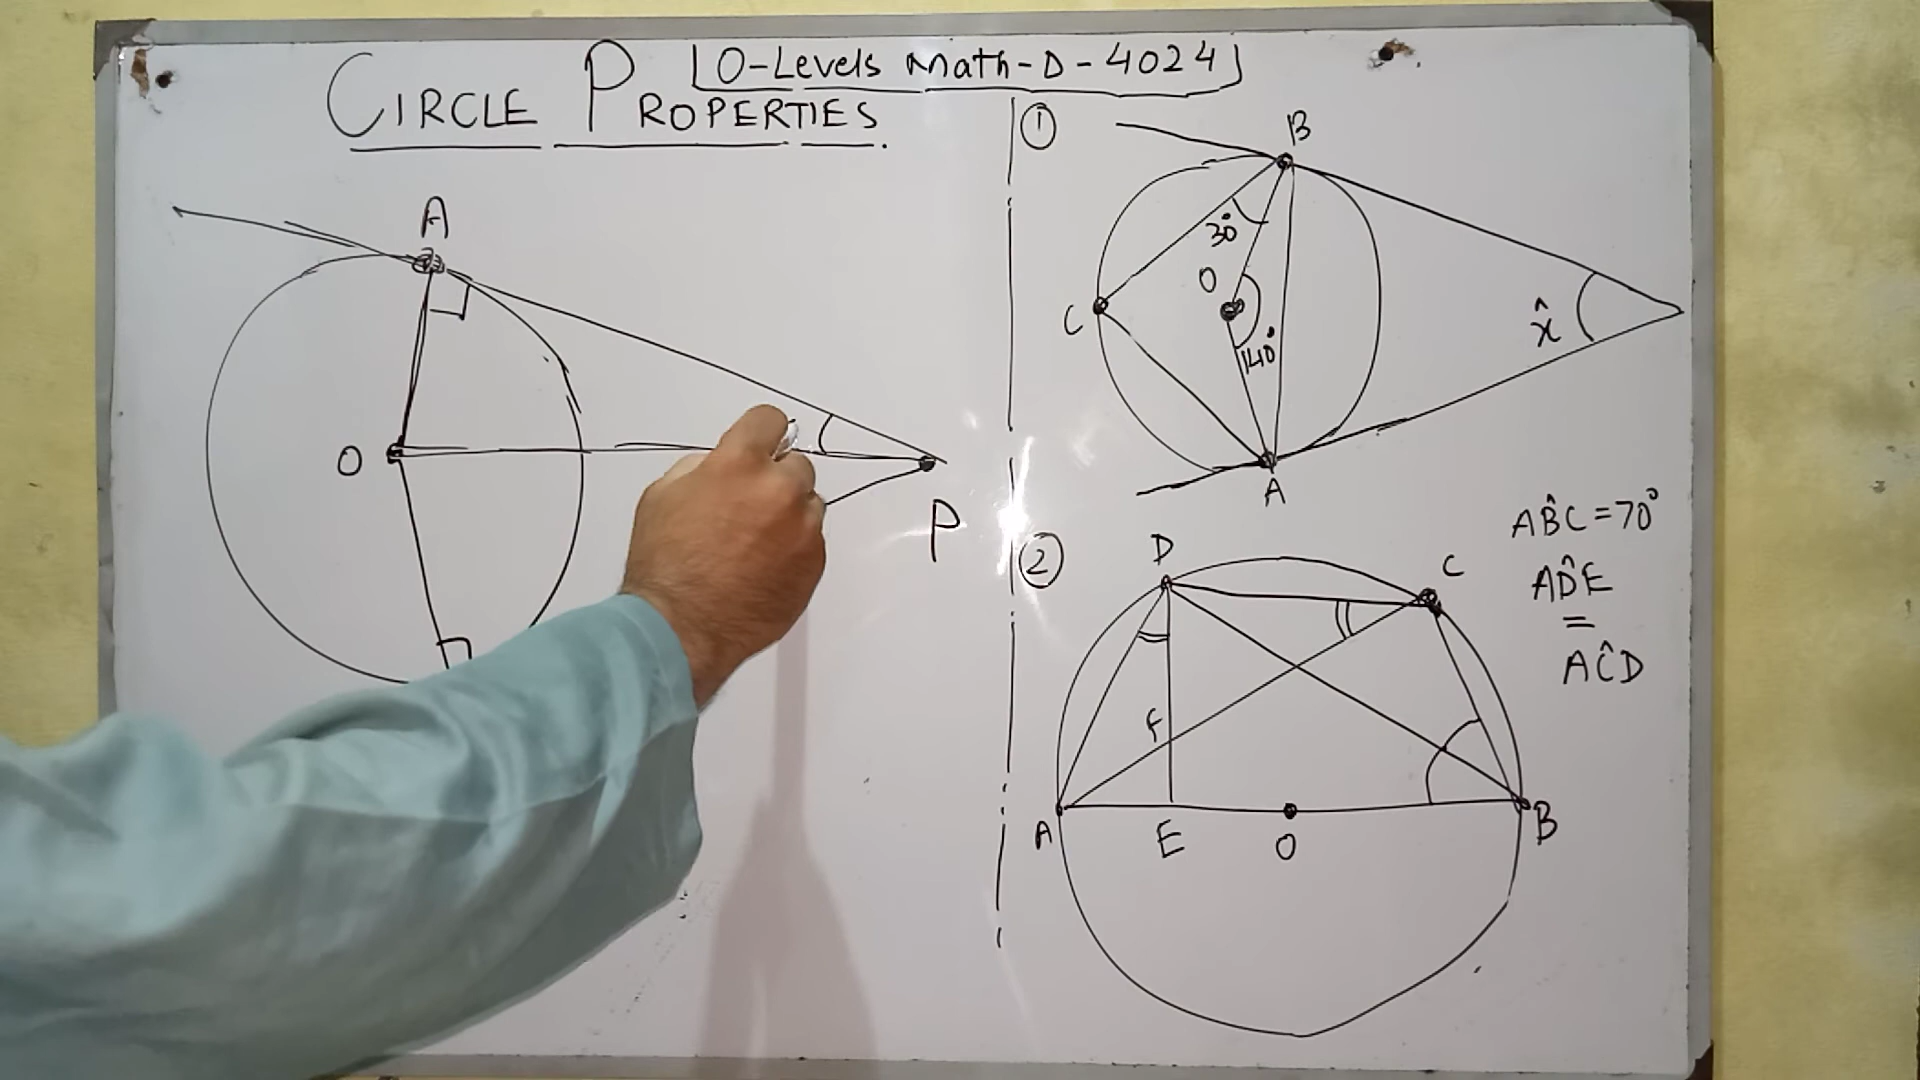 [O-Levels Math-D-4024]
CIRCLE PROPERTIES.
A
O
P
①
B
30°
O
C
140°
x̂
A
②
D
C
F
A
E
O
B
AB̂C=70°
AD̂E
=
AĈD